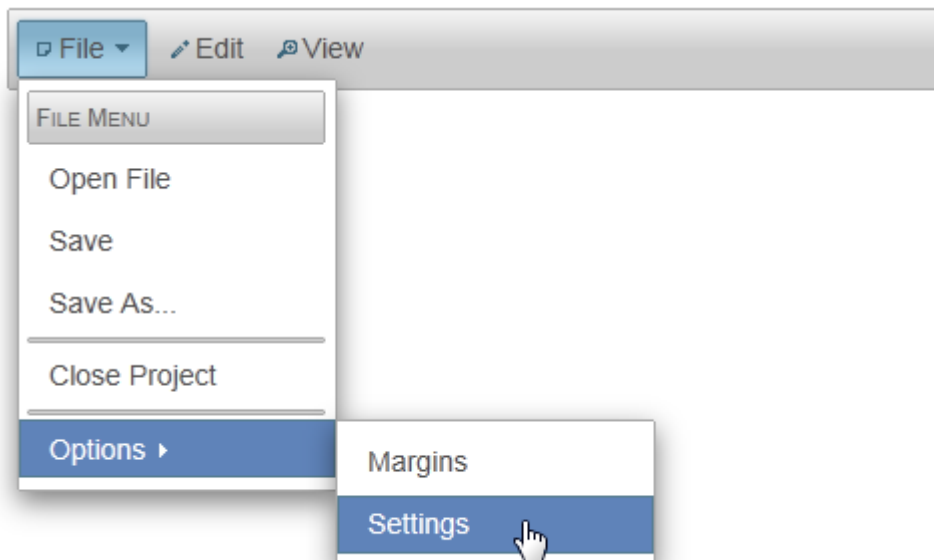 File Edit View
FILE MENU
Open File
Save
Save As...
Close Project
Options
Margins
Settings